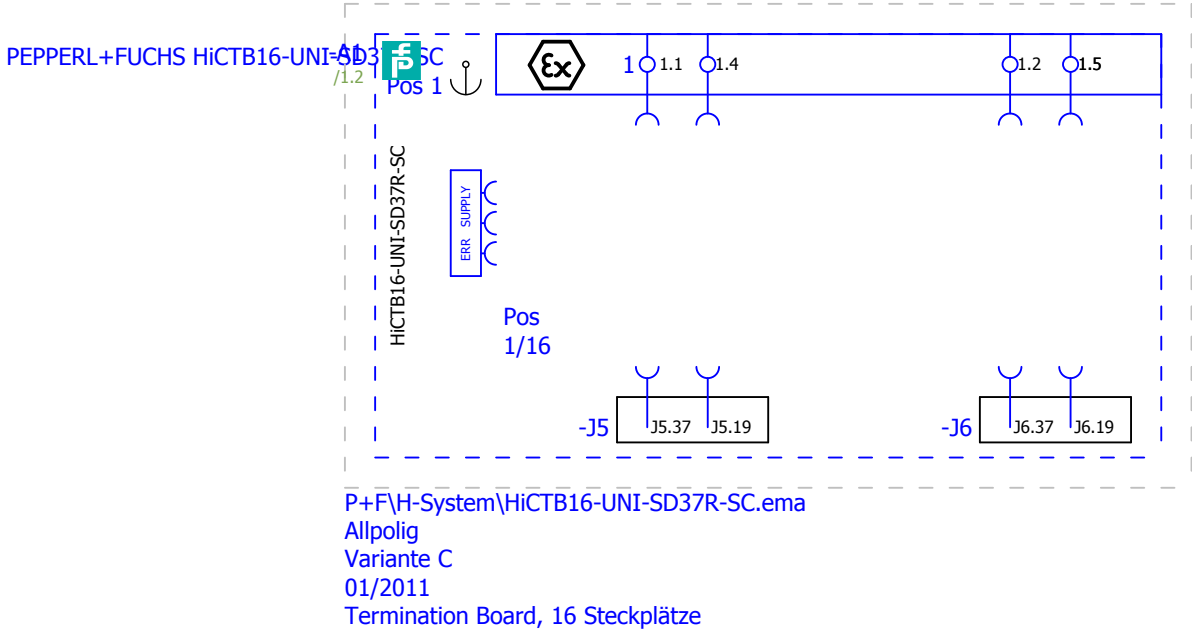 PEPPERL+FUCHS HiCTB16-UNI-SD37R-SC
-A1
/1.2
Pos 1
Ex
1
1.1
1.4
1.2
1.5
HiCTB16-UNI-SD37R-SC
ERR SUPPLY
Pos
1/16
-J5
J5.37
J5.19
-J6
J6.37
J6.19
P+F\H-System\HiCTB16-UNI-SD37R-SC.ema
Allpolig
Variante C
01/2011
Termination Board, 16 Steckplätze